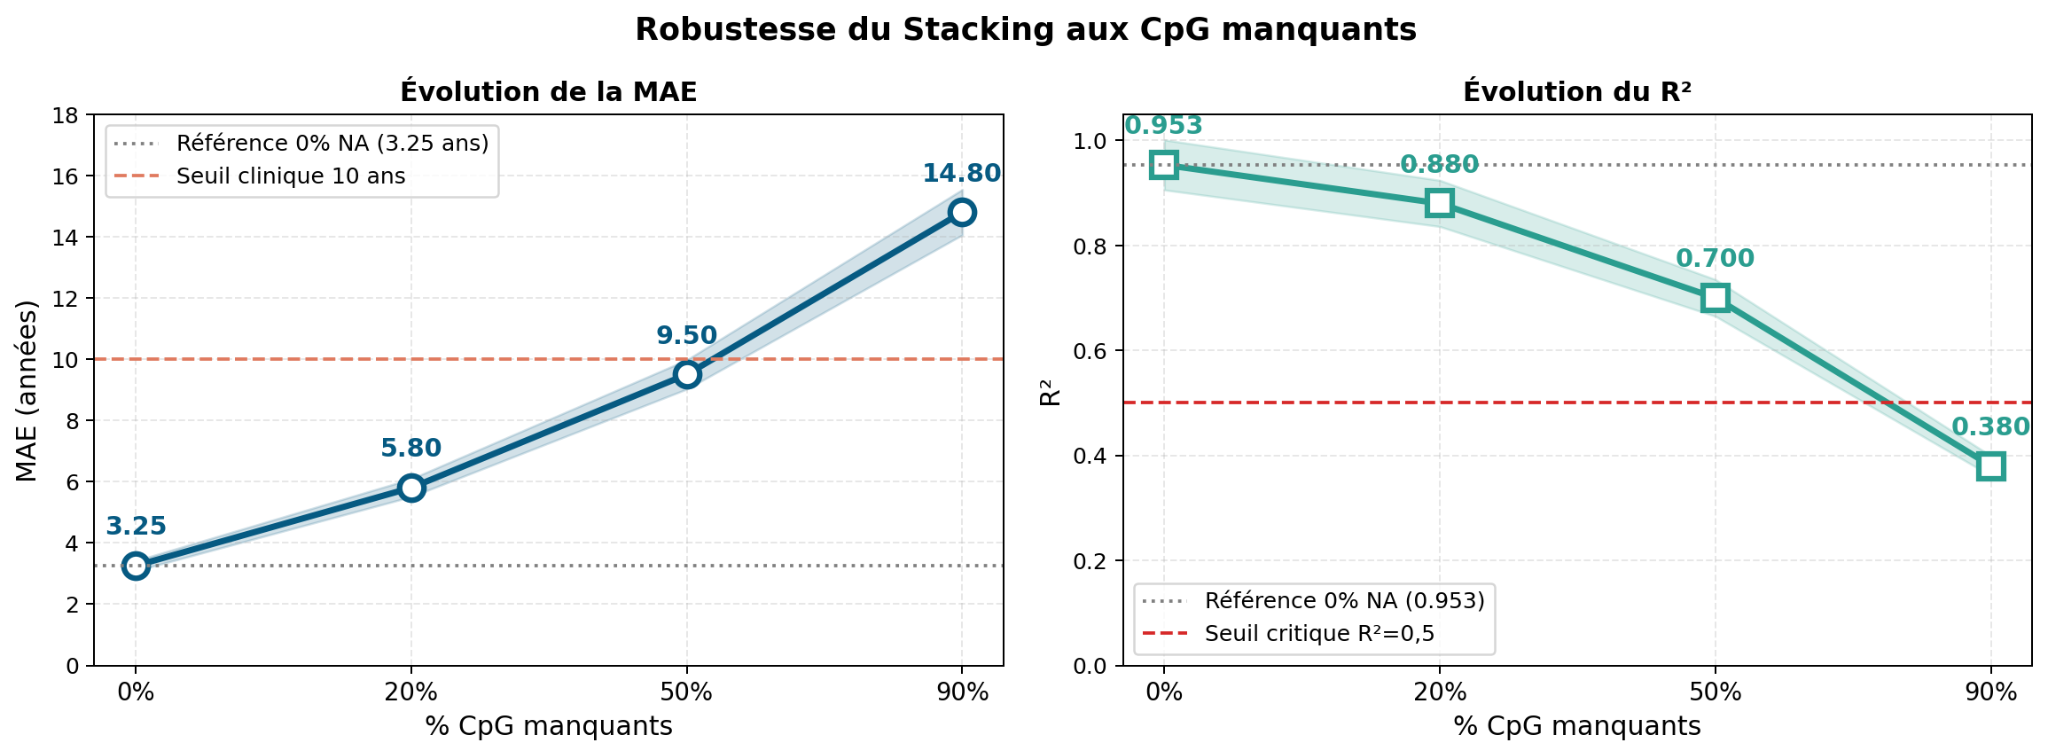 Robustesse du Stacking aux CpG manquants
Évolution de la MAE
MAE (années)
18
16
14
12
10
8
6
4
2
0
Référence 0% NA (3.25 ans)
Seuil clinique 10 ans
3.25
5.80
9.50
14.80
0%
20%
50%
90%
% CpG manquants
Évolution du R²
R²
1.0
0.8
0.6
0.4
0.2
0.0
0.953
0.880
0.700
0.380
Référence 0% NA (0.953)
Seuil critique R²=0,5
0%
20%
50%
90%
% CpG manquants